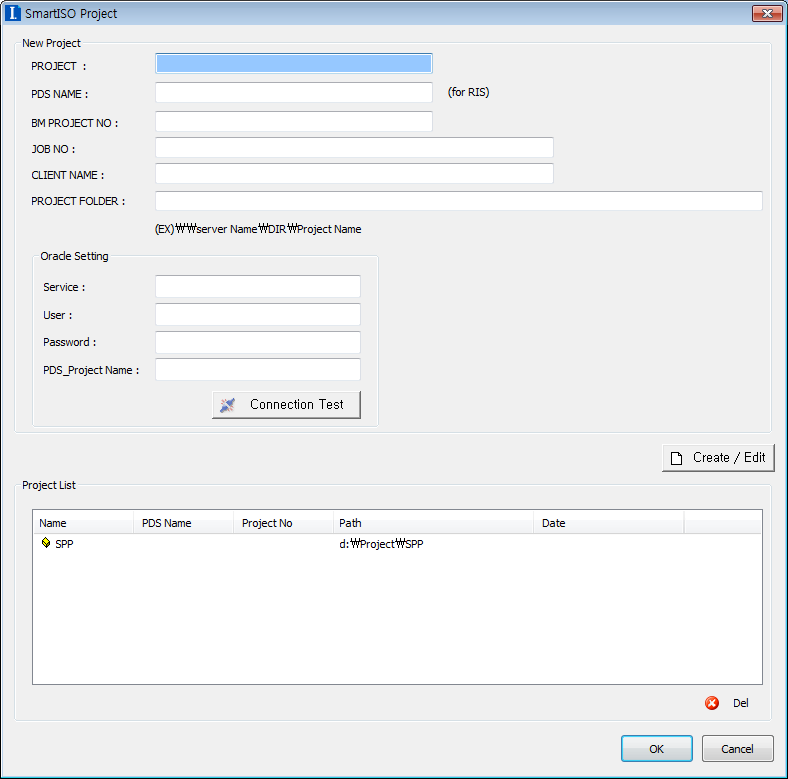 SmartISO Project
New Project
PROJECT :
PDS NAME :
(for RIS)
BM PROJECT NO :
JOB NO :
CLIENT NAME :
PROJECT FOLDER :
(EX)₩₩server Name₩DIR₩Project Name
Oracle Setting
Service :
User :
Password :
PDS_Project Name :
Connection Test
Create / Edit
Project List
Name PDS Name Project No Path Date
SPP d:₩Project₩SPP
Del
OK Cancel